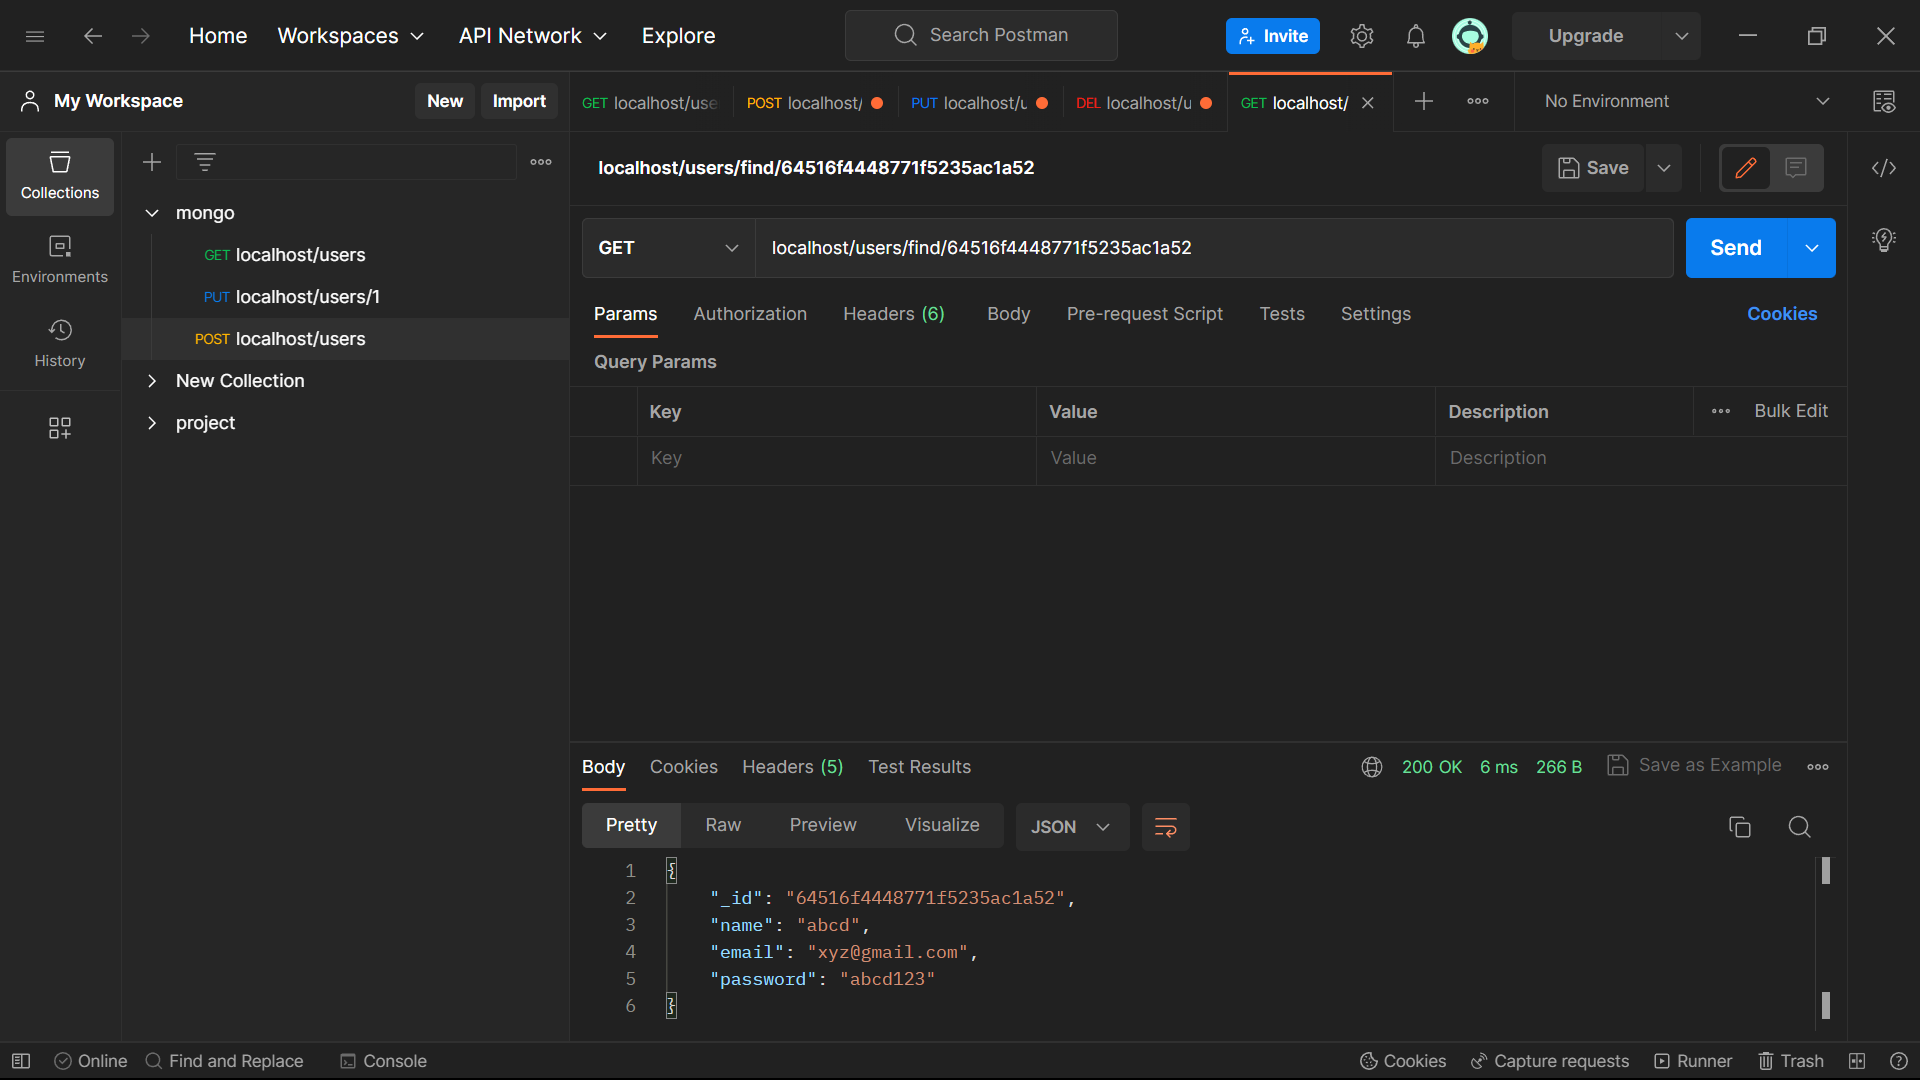 Home Workspaces API Network Explore Search Postman Invite Upgrade
My Workspace New Import
GET localhost/use POST localhost/ PUT localhost/u DEL localhost/u GET localhost/ No Environment
Collections
Environments
History
mongo
GET localhost/users
PUT localhost/users/1
POST localhost/users
New Collection
project
localhost/users/find/64516f4448771f5235ac1a52 Save
GET localhost/users/find/64516f4448771f5235ac1a52 Send
Params Authorization Headers (6) Body Pre-request Script Tests Settings Cookies
Query Params
Key Value Description Bulk Edit
Key Value Description
Body Cookies Headers (5) Test Results 200 OK 6 ms 266 B Save as Example
Pretty Raw Preview Visualize JSON
1 {
2 "_id": "64516f4448771f5235ac1a52",
3 "name": "abcd",
4 "email": "xyz@gmail.com",
5 "password": "abcd123"
6 }
Online Find and Replace Console Cookies Capture requests Runner Trash